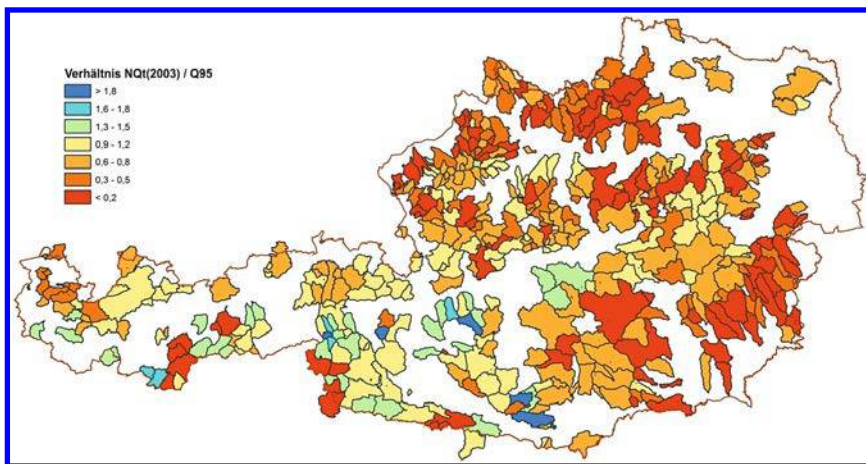 Verhältnis NQt(2003) / Q95
> 1,8
1,6 - 1,8
1,3 - 1,5
0,9 - 1,2
0,6 - 0,8
0,3 - 0,5
< 0,2